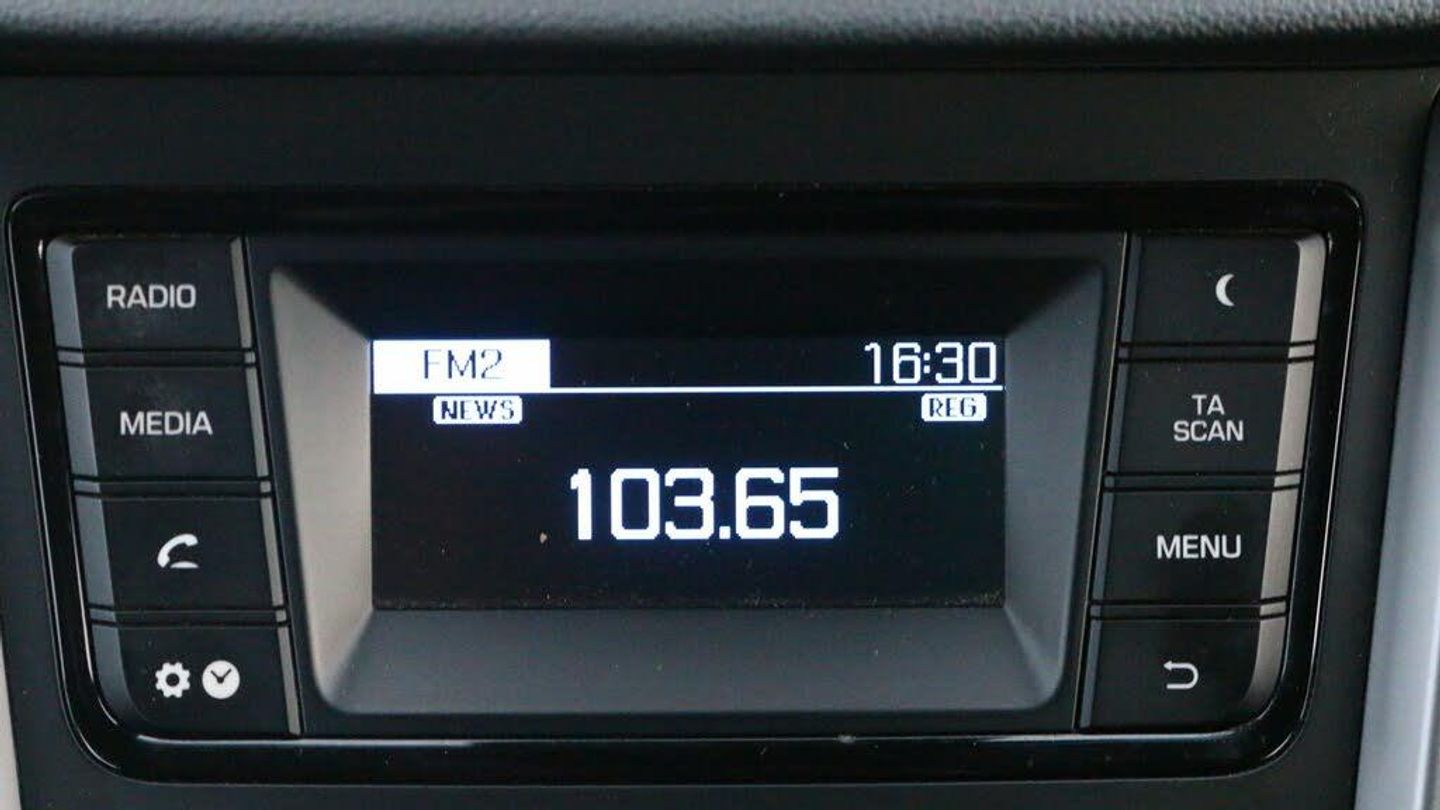 RADIO
MEDIA
FM2 16:30
NEWS REG
103.65
TA
SCAN
MENU